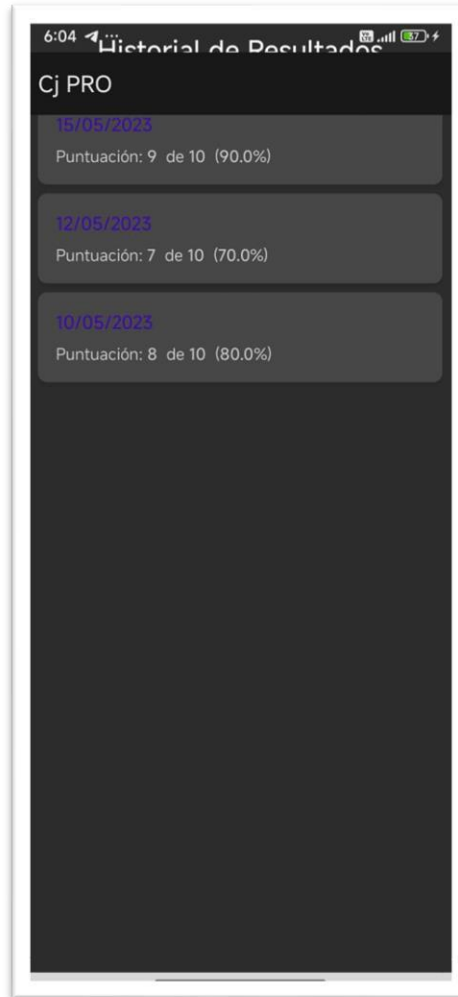 6:04
Historial de Resultados
Cj PRO
15/05/2023
Puntuación: 9 de 10 (90.0%)
12/05/2023
Puntuación: 7 de 10 (70.0%)
10/05/2023
Puntuación: 8 de 10 (80.0%)